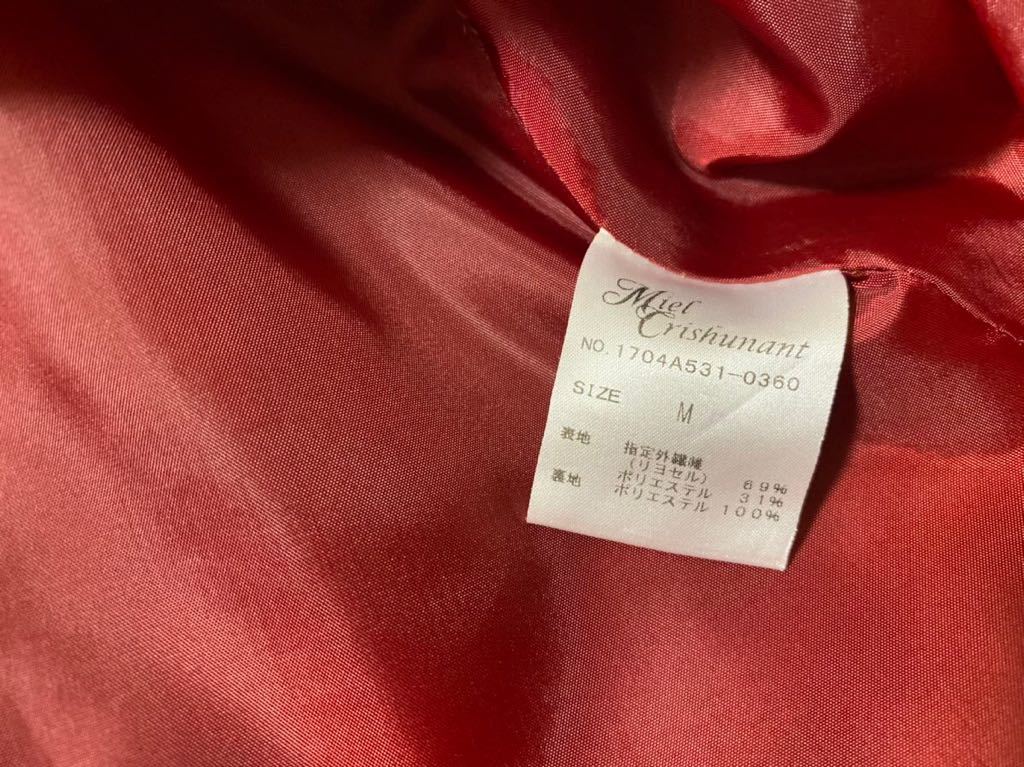 Miel
Crishunant
NO.1704A531-0360
SIZE M
表地 指定外繊維
(リヨセル) 69%
ポリエステル 31%
裏地 ポリエステル 100%